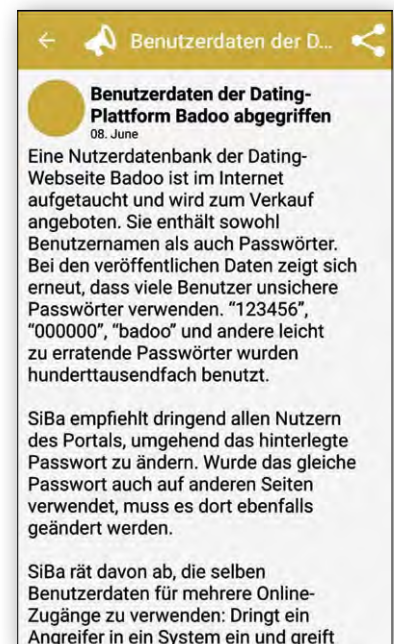 Benutzerdaten der D...
Benutzerdaten der Dating-
Plattform Badoo abgegriffen
08. June
Eine Nutzerdatenbank der Dating-
Webseite Badoo ist im Internet
aufgetaucht und wird zum Verkauf
angeboten. Sie enthält sowohl
Benutzernamen als auch Passwörter.
Bei den veröffentlichen Daten zeigt sich
erneut, dass viele Benutzer unsichere
Passwörter verwenden. “123456”,
“000000”, “badoo” und andere leicht
zu erratende Passwörter wurden
hunderttausendfach benutzt.
SiBa empfiehlt dringend allen Nutzern
des Portals, umgehend das hinterlegte
Passwort zu ändern. Wurde das gleiche
Passwort auch auf anderen Seiten
verwendet, muss es dort ebenfalls
geändert werden.
SiBa rät davon ab, die selben
Benutzerdaten für mehrere Online-
Zugänge zu verwenden: Dringt ein
Angreifer in ein System ein und greift